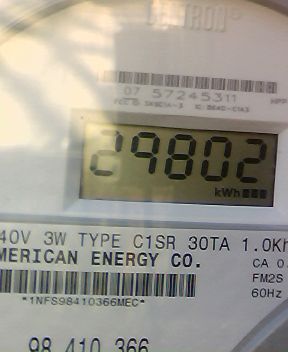 07 57245311
29802
kWh
40V 3W TYPE C1SR 30TA 1.0Kh
MERICAN ENERGY CO.
CA 0.
FM2S
*1NFS98410366MEC*
60Hz
98 410 366